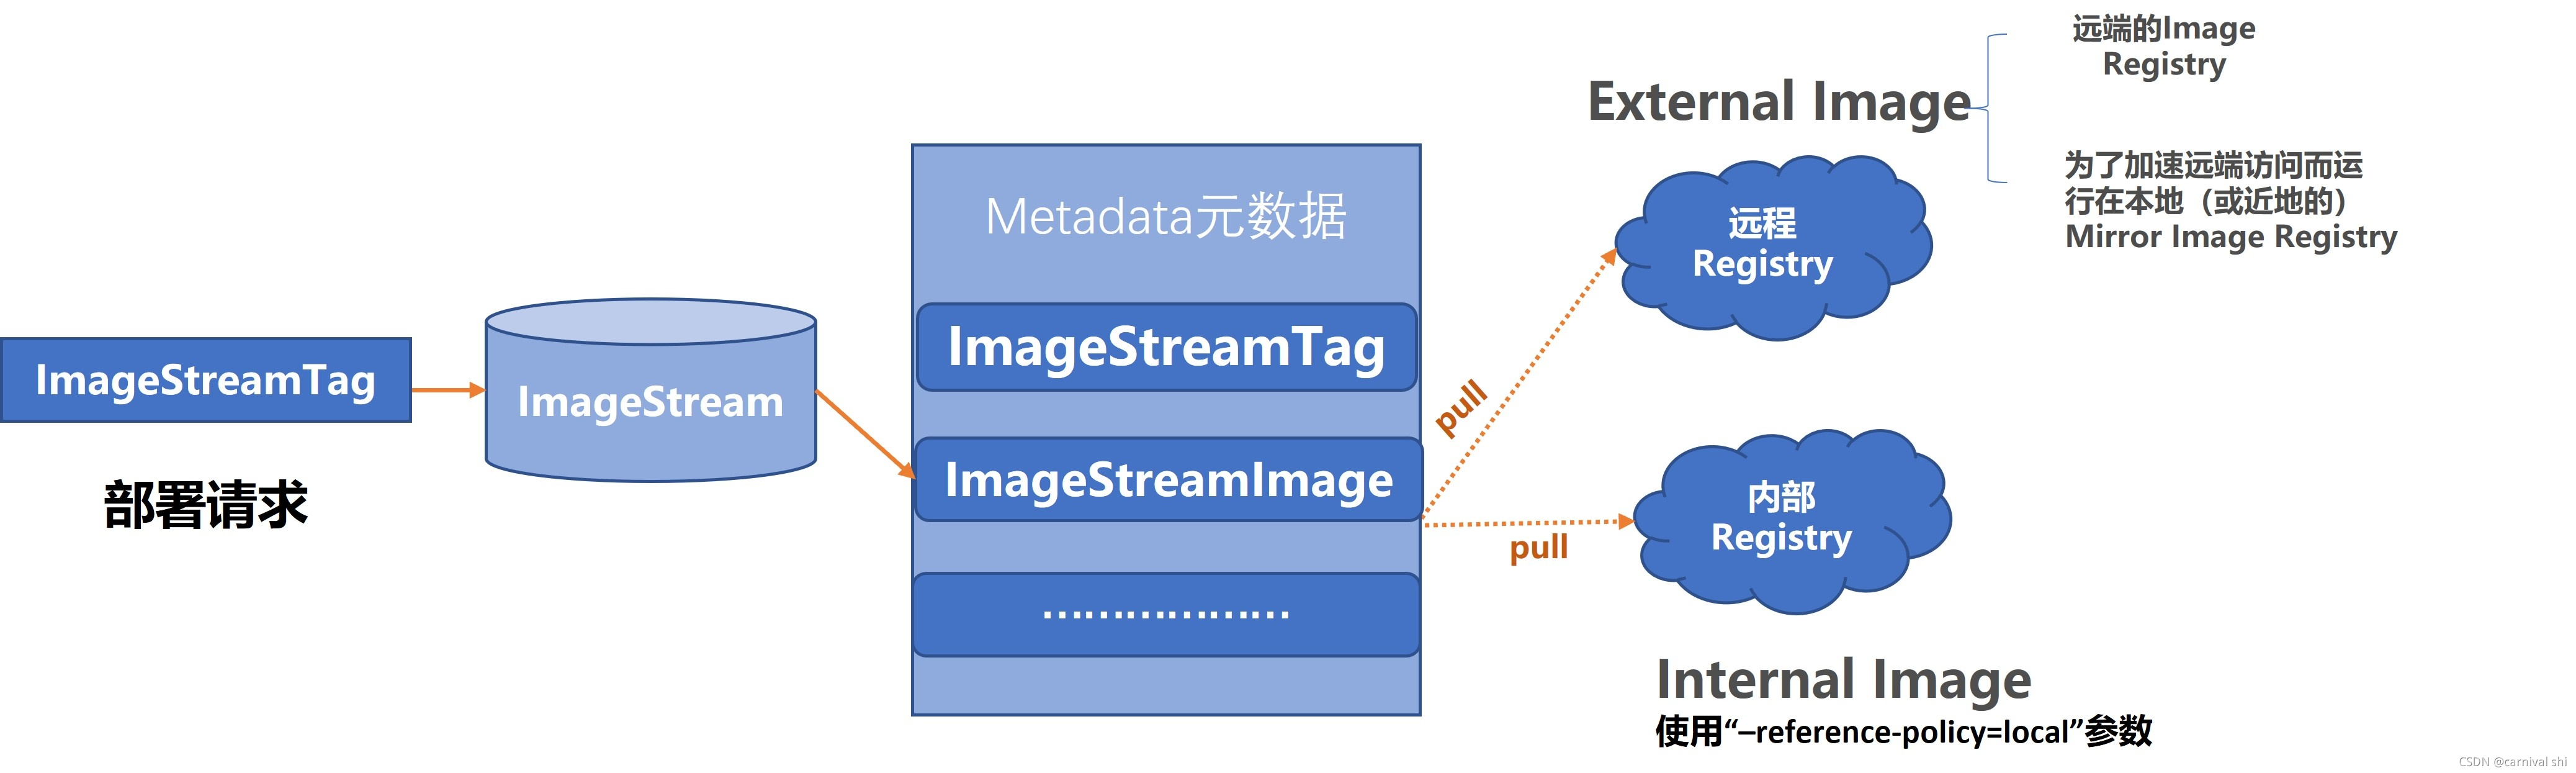 ImageStreamTag
部署请求
ImageStream
Metadata元数据
ImageStreamTag
ImageStreamImage
..................
pull
pull
External Image
远端的Image
Registry
为了加速远端访问而运
行在本地（或近地的）
Mirror Image Registry
远程
Registry
内部
Registry
Internal Image
使用“–reference-policy=local”参数
CSDN @carnival shi